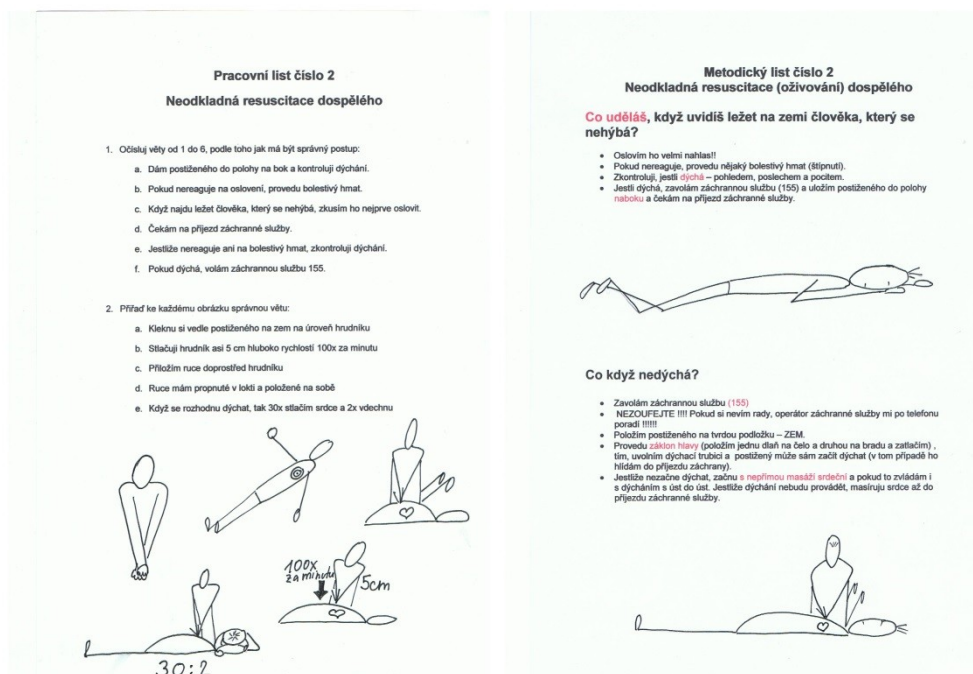 Pracovní list číslo 2
Neodkladná resuscitace dospělého
1. Očísluj věty od 1 do 6, podle toho jak má být správný postup:
a. Dám postiženého do polohy na bok a kontroluji dýchání.
b. Pokud nereaguje na oslovení, provedu bolestivý hmat.
c. Když najdu ležet člověka, který se nehýbá, zkusím ho nejprve oslovit.
d. Čekám na příjezd záchranné služby.
e. Jestliže nereaguje ani na bolestivý hmat, zkontroluji dýchání.
f. Pokud dýchá, volám záchrannou službu 155.
2. Přiřaď ke každému obrázku správnou větu:
a. Kleknu si vedle postiženého na zem na úroveň hrudníku
b. Stlačuji hrudník asi 5 cm hluboko rychlostí 100x za minutu
c. Přiložím ruce doprostřed hrudníku
d. Ruce mám propnuté v lokti a položené na sobě
e. Když se rozhodnu dýchat, tak 30x stlačím srdce a 2x vdechnu
100x
za minutu
5cm
30:2
Metodický list číslo 2
Neodkladná resuscitace (oživování) dospělého
Co uděláš, když uvidíš ležet na zemi člověka, který se
nehýbá?
• Oslovím ho velmi nahlas!!
• Pokud nereaguje, provedu nějaký bolestivý hmat (štípnutí).
• Zkontroluji, jestli dýchá – pohledem, poslechem a pocitem.
• Jestli dýchá, zavolám záchrannou službu (155) a uložím postiženého do polohy
naboku a čekám na příjezd záchranné služby.
Co když nedýchá?
• Zavolám záchrannou službu (155)
• NEZOUFEJTE !!!! Pokud si nevím rady, operátor záchranné služby mi po telefonu
poradí !!!!!!
• Položím postiženého na tvrdou podložku – ZEM.
• Provedu záklon hlavy (položím jednu dlaň na čelo a druhou na bradu a zatlačím) ,
tím, uvolním dýchací trubici a postižený může sám začít dýchat (v tom případě ho
hlídám do příjezdu záchrany).
• Jestliže nezačne dýchat, začnu s nepřímou masáží srdeční a pokud to zvládám i
s dýcháním s úst do úst. Jestliže dýchání nebudu provádět, masíruju srdce až do
příjezdu záchranné služby.